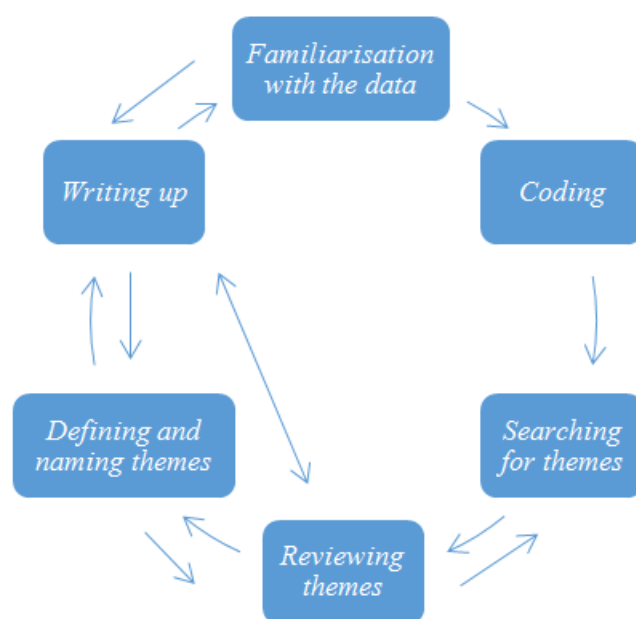 Familiarisation
with the data
Writing up
Coding
Defining and
naming themes
Searching
for themes
Reviewing
themes